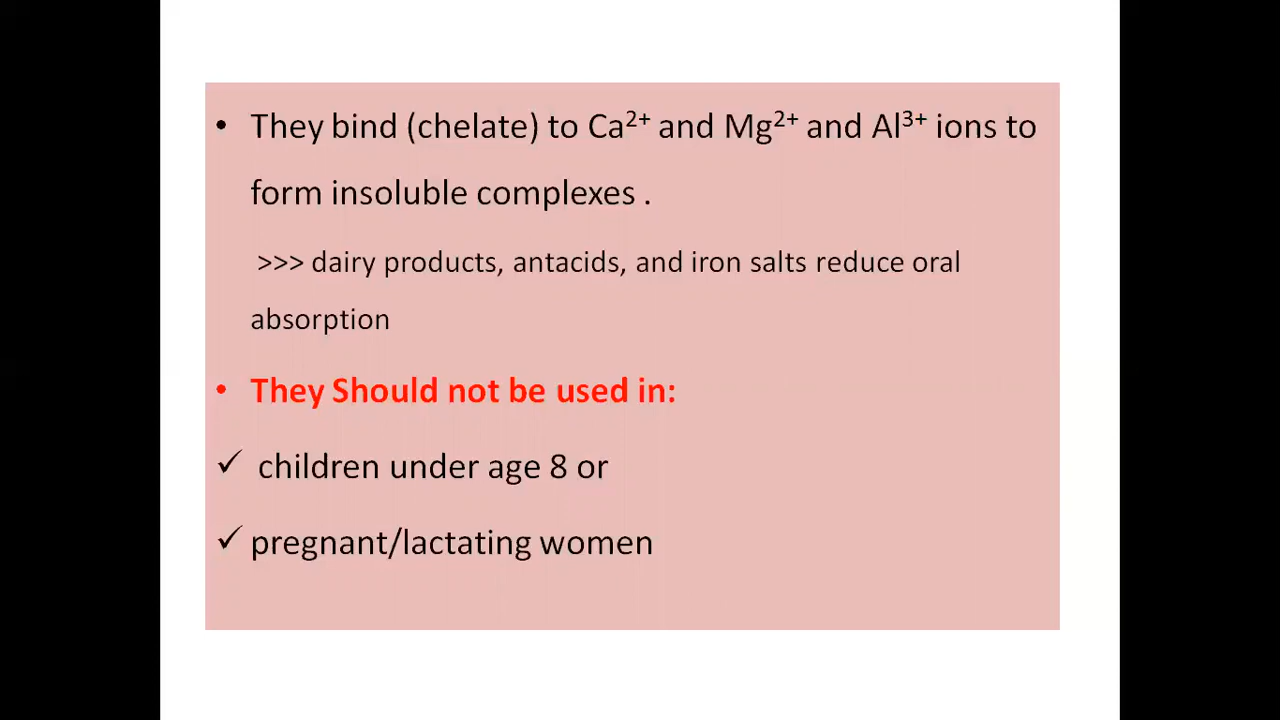 • They bind (chelate) to Ca²⁺ and Mg²⁺ and Al³⁺ ions to
form insoluble complexes .
>>> dairy products, antacids, and iron salts reduce oral
absorption
• They Should not be used in:
✓ children under age 8 or
✓ pregnant/lactating women